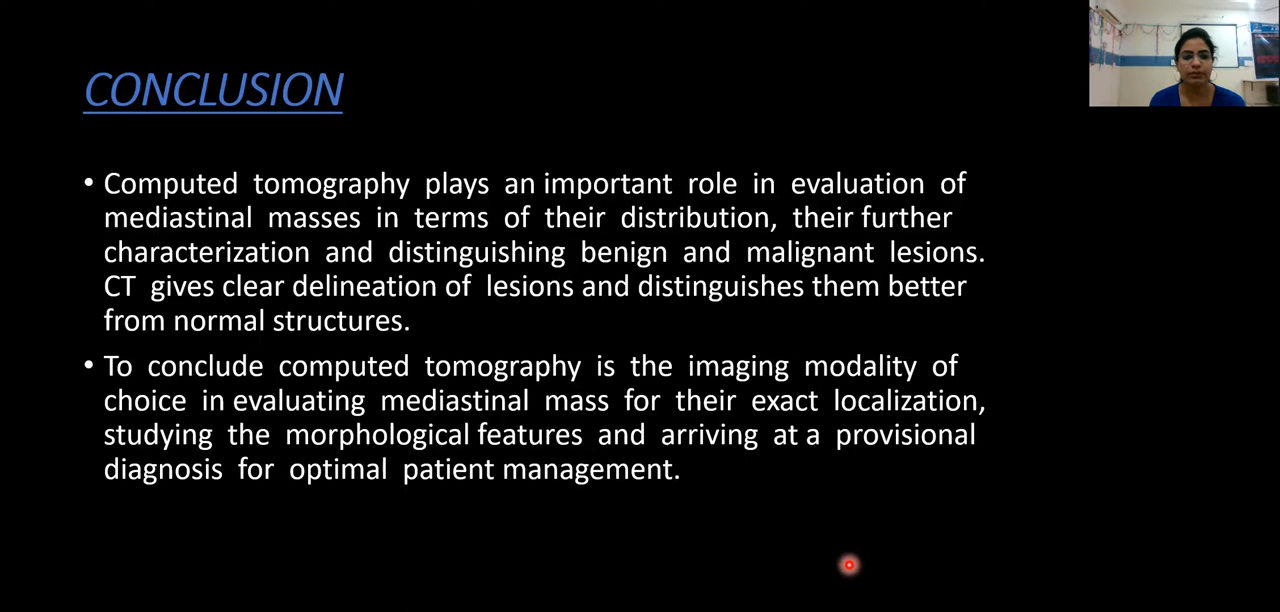 CONCLUSION
• Computed tomography plays an important role in evaluation of
mediastinal masses in terms of their distribution, their further
characterization and distinguishing benign and malignant lesions.
CT gives clear delineation of lesions and distinguishes them better
from normal structures.
• To conclude computed tomography is the imaging modality of
choice in evaluating mediastinal mass for their exact localization,
studying the morphological features and arriving at a provisional
diagnosis for optimal patient management.